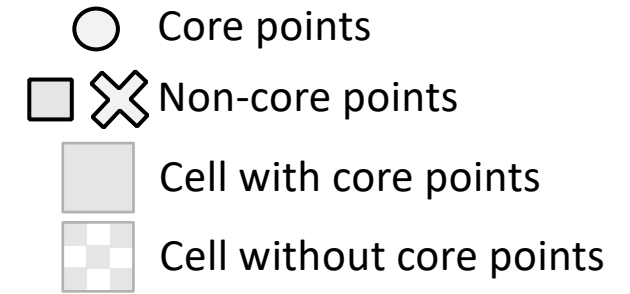 Core points
Non-core points
Cell with core points
Cell without core points